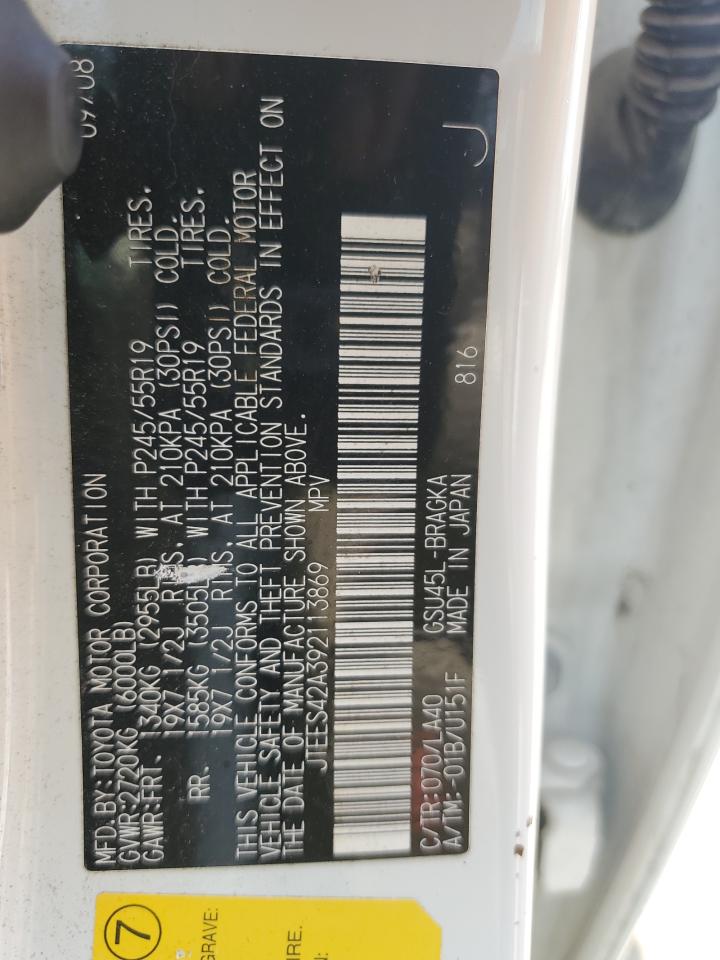 MFD. BY: TOYOTA MOTOR CORPORATION 09/08
GVWR: 2720KG (6000LB)
GAWR: FRT. 1340KG (2955LB) WITH P245/55R19 TIRES.
19X7 1/2J RIMS, AT 210KPA (30PSI) COLD.
RR. 1585KG (3505LB) WITH P245/55R19 TIRES.
19X7 1/2J RIMS, AT 210KPA (30PSI) COLD.
THIS VEHICLE CONFORMS TO ALL APPLICABLE FEDERAL MOTOR
VEHICLE SAFETY AND THEFT PREVENTION STANDARDS IN EFFECT ON
THE DATE OF MANUFACTURE SHOWN ABOVE.
JTEES42A392113869 MPV
C/TR: 070/LA40 GSU45L-BRAGKA
A/TM: -01B/U151F MADE IN JAPAN 816 J
7
GRAVE: